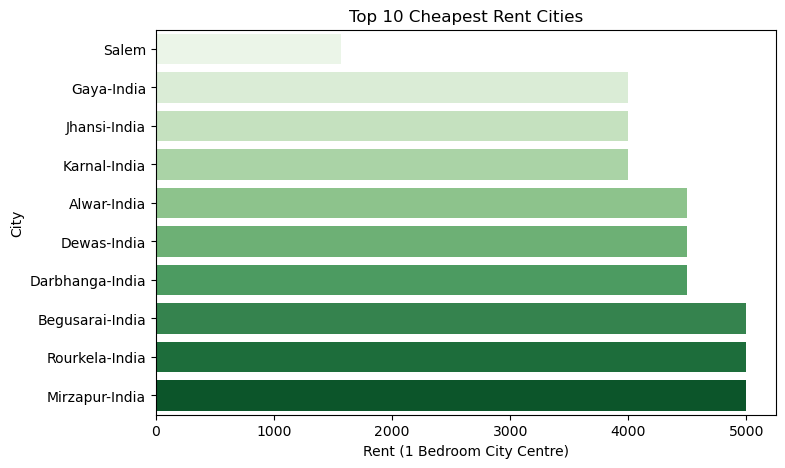 Top 10 Cheapest Rent Cities
City
Salem
Gaya-India
Jhansi-India
Karnal-India
Alwar-India
Dewas-India
Darbhanga-India
Begusarai-India
Rourkela-India
Mirzapur-India
0 1000 2000 3000 4000 5000
Rent (1 Bedroom City Centre)